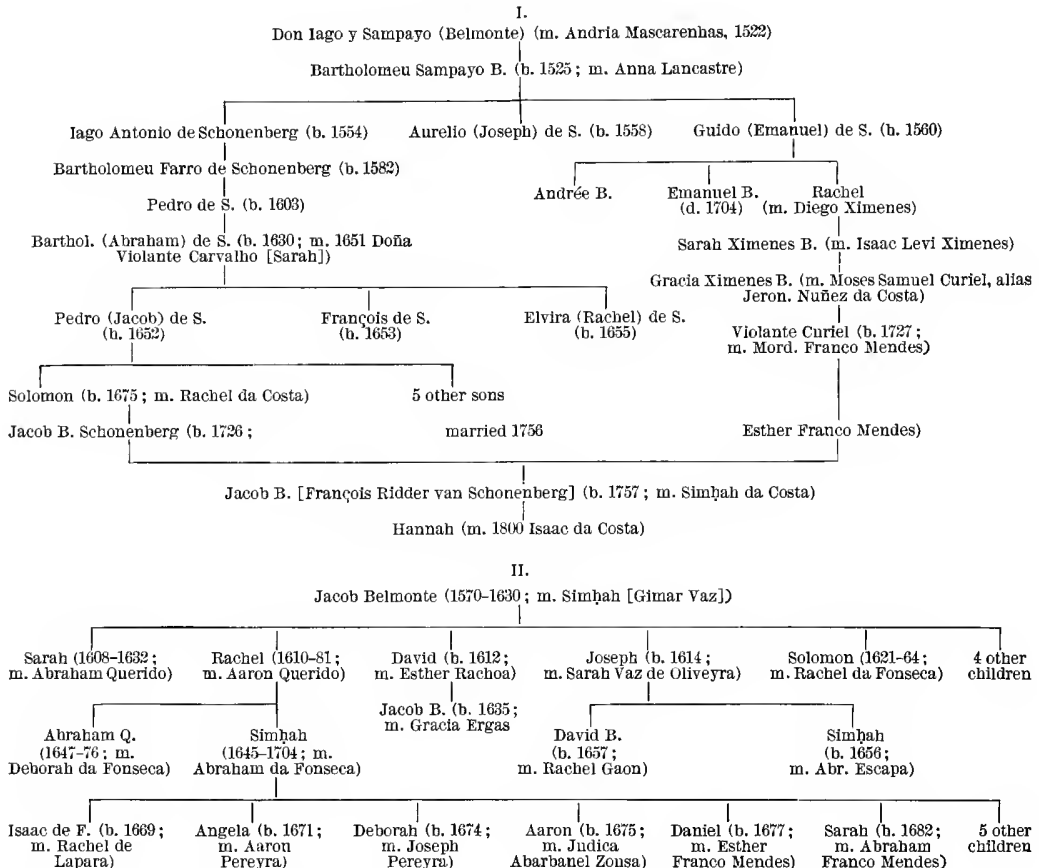 I.
Don Iago y Sampayo (Belmonte) (m. Andria Mascarenhas, 1522)
Bartholomeu Sampayo B. (b. 1525; m. Anna Lancastre)
Iago Antonio de Schonenberg (b. 1554) Aurelio (Joseph) de S. (b. 1558) Guido (Emanuel) de S. (b. 1560)
Bartholomeu Farro de Schonenberg (b. 1582)
Andrée B. Emanuel B. Rachel
(d. 1704) (m. Diego Ximenes)
Pedro de S. (b. 1603)
Barthol. (Abraham) de S. (b. 1630; m. 1651 Doña
Violante Carvalho [Sarah])
Sarah Ximenes B. (m. Isaac Levi Ximenes)
Gracia Ximenes B. (m. Moses Samuel Curiel, alias
Jeron. Nuñez da Costa)
Pedro (Jacob) de S. François de S. Elvira (Rachel) de S.
(b. 1652) (b. 1653) (b. 1655)
Violante Curiel (b. 1727;
m. Mord. Franco Mendes)
Solomon (b. 1675; m. Rachel da Costa) 5 other sons
Jacob B. Schonenberg (b. 1726; married 1756 Esther Franco Mendes)
Jacob B. [François Ridder van Schonenberg] (b. 1757; m. Simḥah da Costa)
Hannah (m. 1800 Isaac da Costa)
II.
Jacob Belmonte (1570–1630; m. Simḥah [Gimar Vaz])
Sarah (1608–1632; Rachel (1610–81; David (b. 1612; Joseph (b. 1614; Solomon (1621–64; 4 other
m. Abraham Querido) m. Aaron Querido) m. Esther Rachoa) m. Sarah Vaz de Oliveyra) m. Rachel da Fonseca) children
Jacob B. (b. 1635;
m. Gracia Ergas
Abraham Q. Simḥah David B. Simḥah
(1647–76; m. (1645–1704; m. (b. 1657; (b. 1656;
Deborah da Fonseca) Abraham da Fonseca) m. Rachel Gaon) m. Abr. Escapa)
Isaac de F. (b. 1669; Angela (b. 1671; Deborah (b. 1674; Aaron (b. 1675; Daniel (b. 1677; Sarah (b. 1682; 5 other
m. Rachel de m. Aaron m. Joseph m. Judica m. Esther m. Abraham children
Lapara) Pereyra) Pereyra) Abarbanel Zousa) Franco Mendes) Franco Mendes)